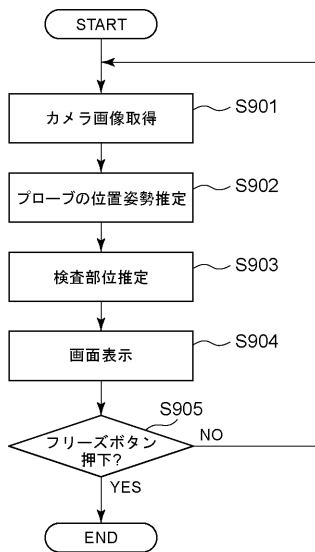 START
カメラ画像取得
S901
プローブの位置姿勢推定
S902
検査部位推定
S903
画面表示
S904
S905
フリーズボタン
押下?
NO
YES
END